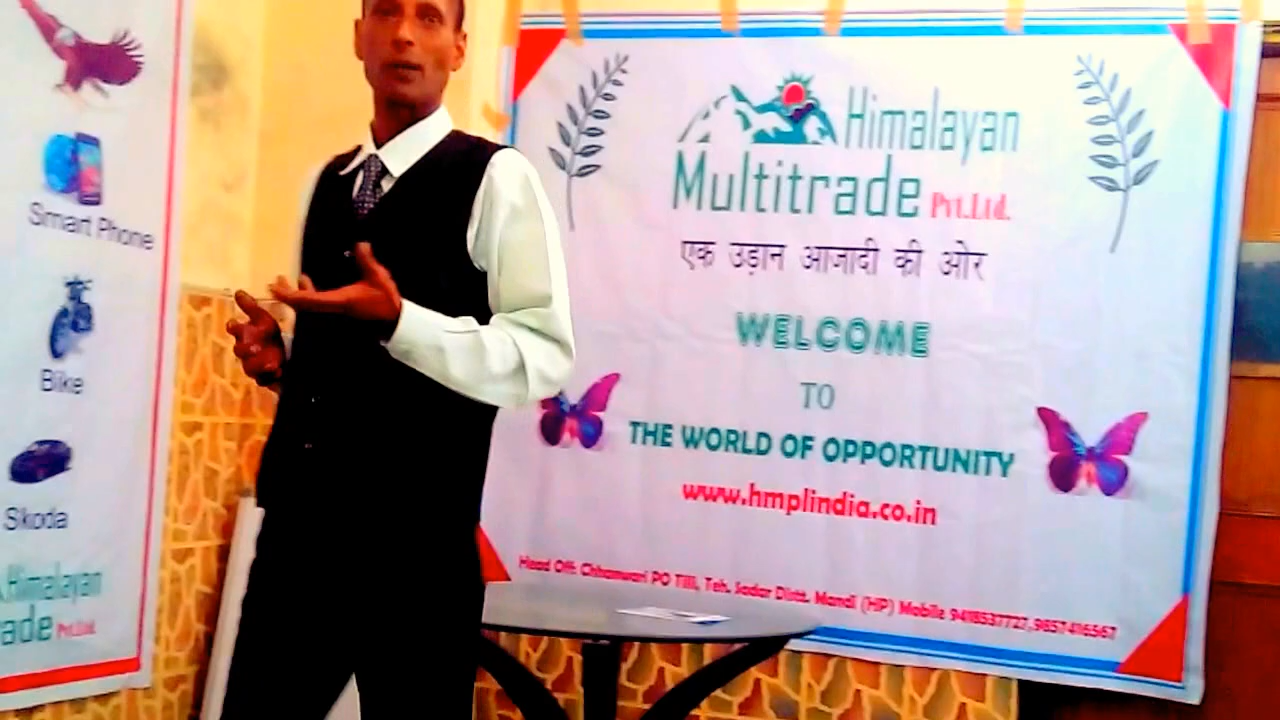 Smart Phone
Bike
Skoda
Himalayan
rade Pvt.Ltd.
Himalayan
Multitrade Pvt.Ltd.
एक उड़ान आजादी की ओर
WELCOME
TO
THE WORLD OF OPPORTUNITY
www.hmplindia.co.in
Head Off: Chhanwari PO Tilli, Teh. Sadar Distt. Mandi (HP) Mobile 9418537727,9857416567